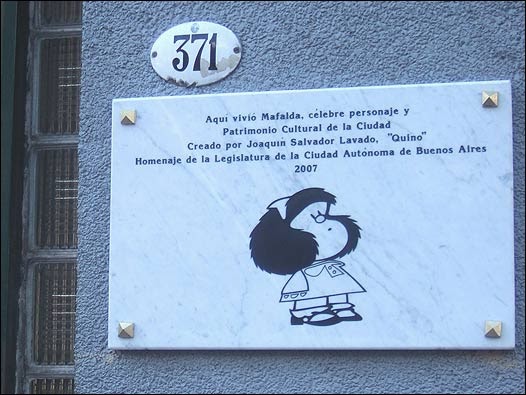 371
Aquí vivió Mafalda, célebre personaje y
Patrimonio Cultural de la Ciudad
Creado por Joaquín Salvador Lavado, "Quino"
Homenaje de la Legislatura de la Ciudad Autónoma de Buenos Aires
2007